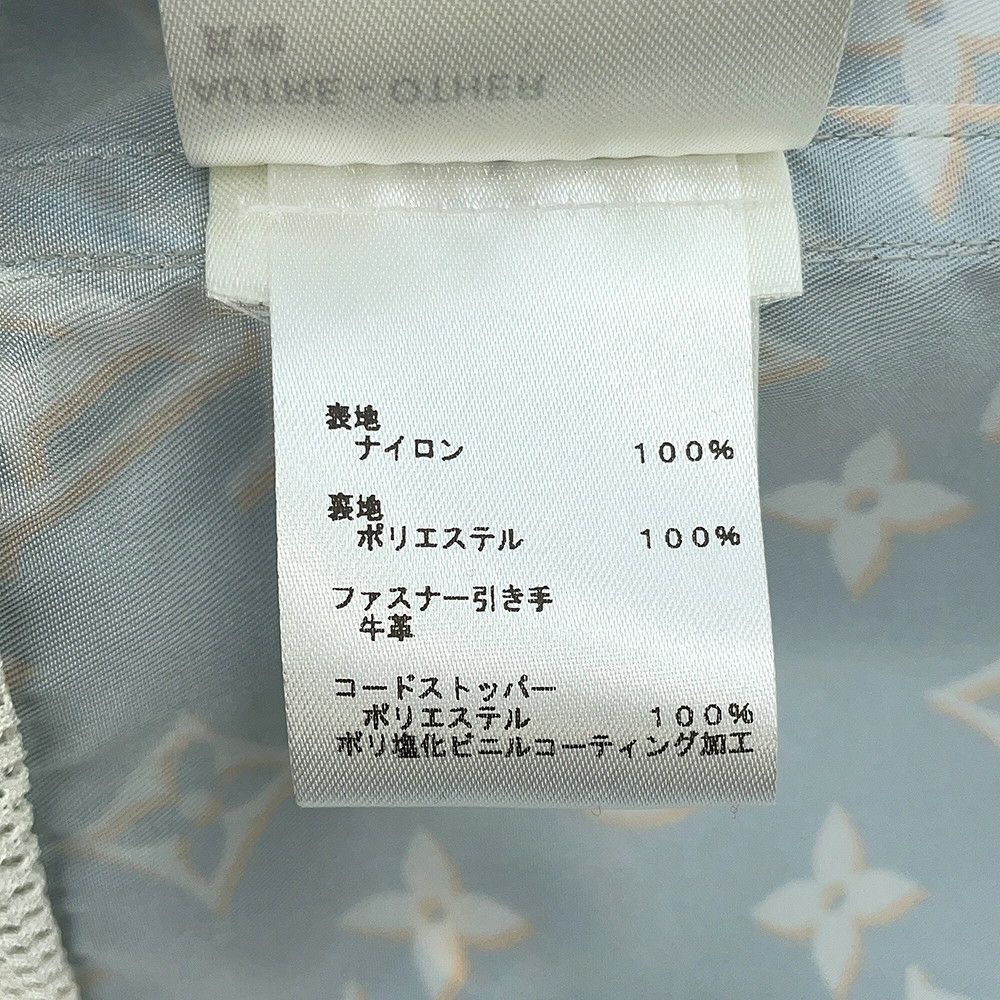 AUTRE - OTHER
表地
ナイロン 100%
裏地
ポリエステル 100%
ファスナー引き手
牛革
コードストッパー
ポリエステル 100%
ポリ塩化ビニルコーティング加工